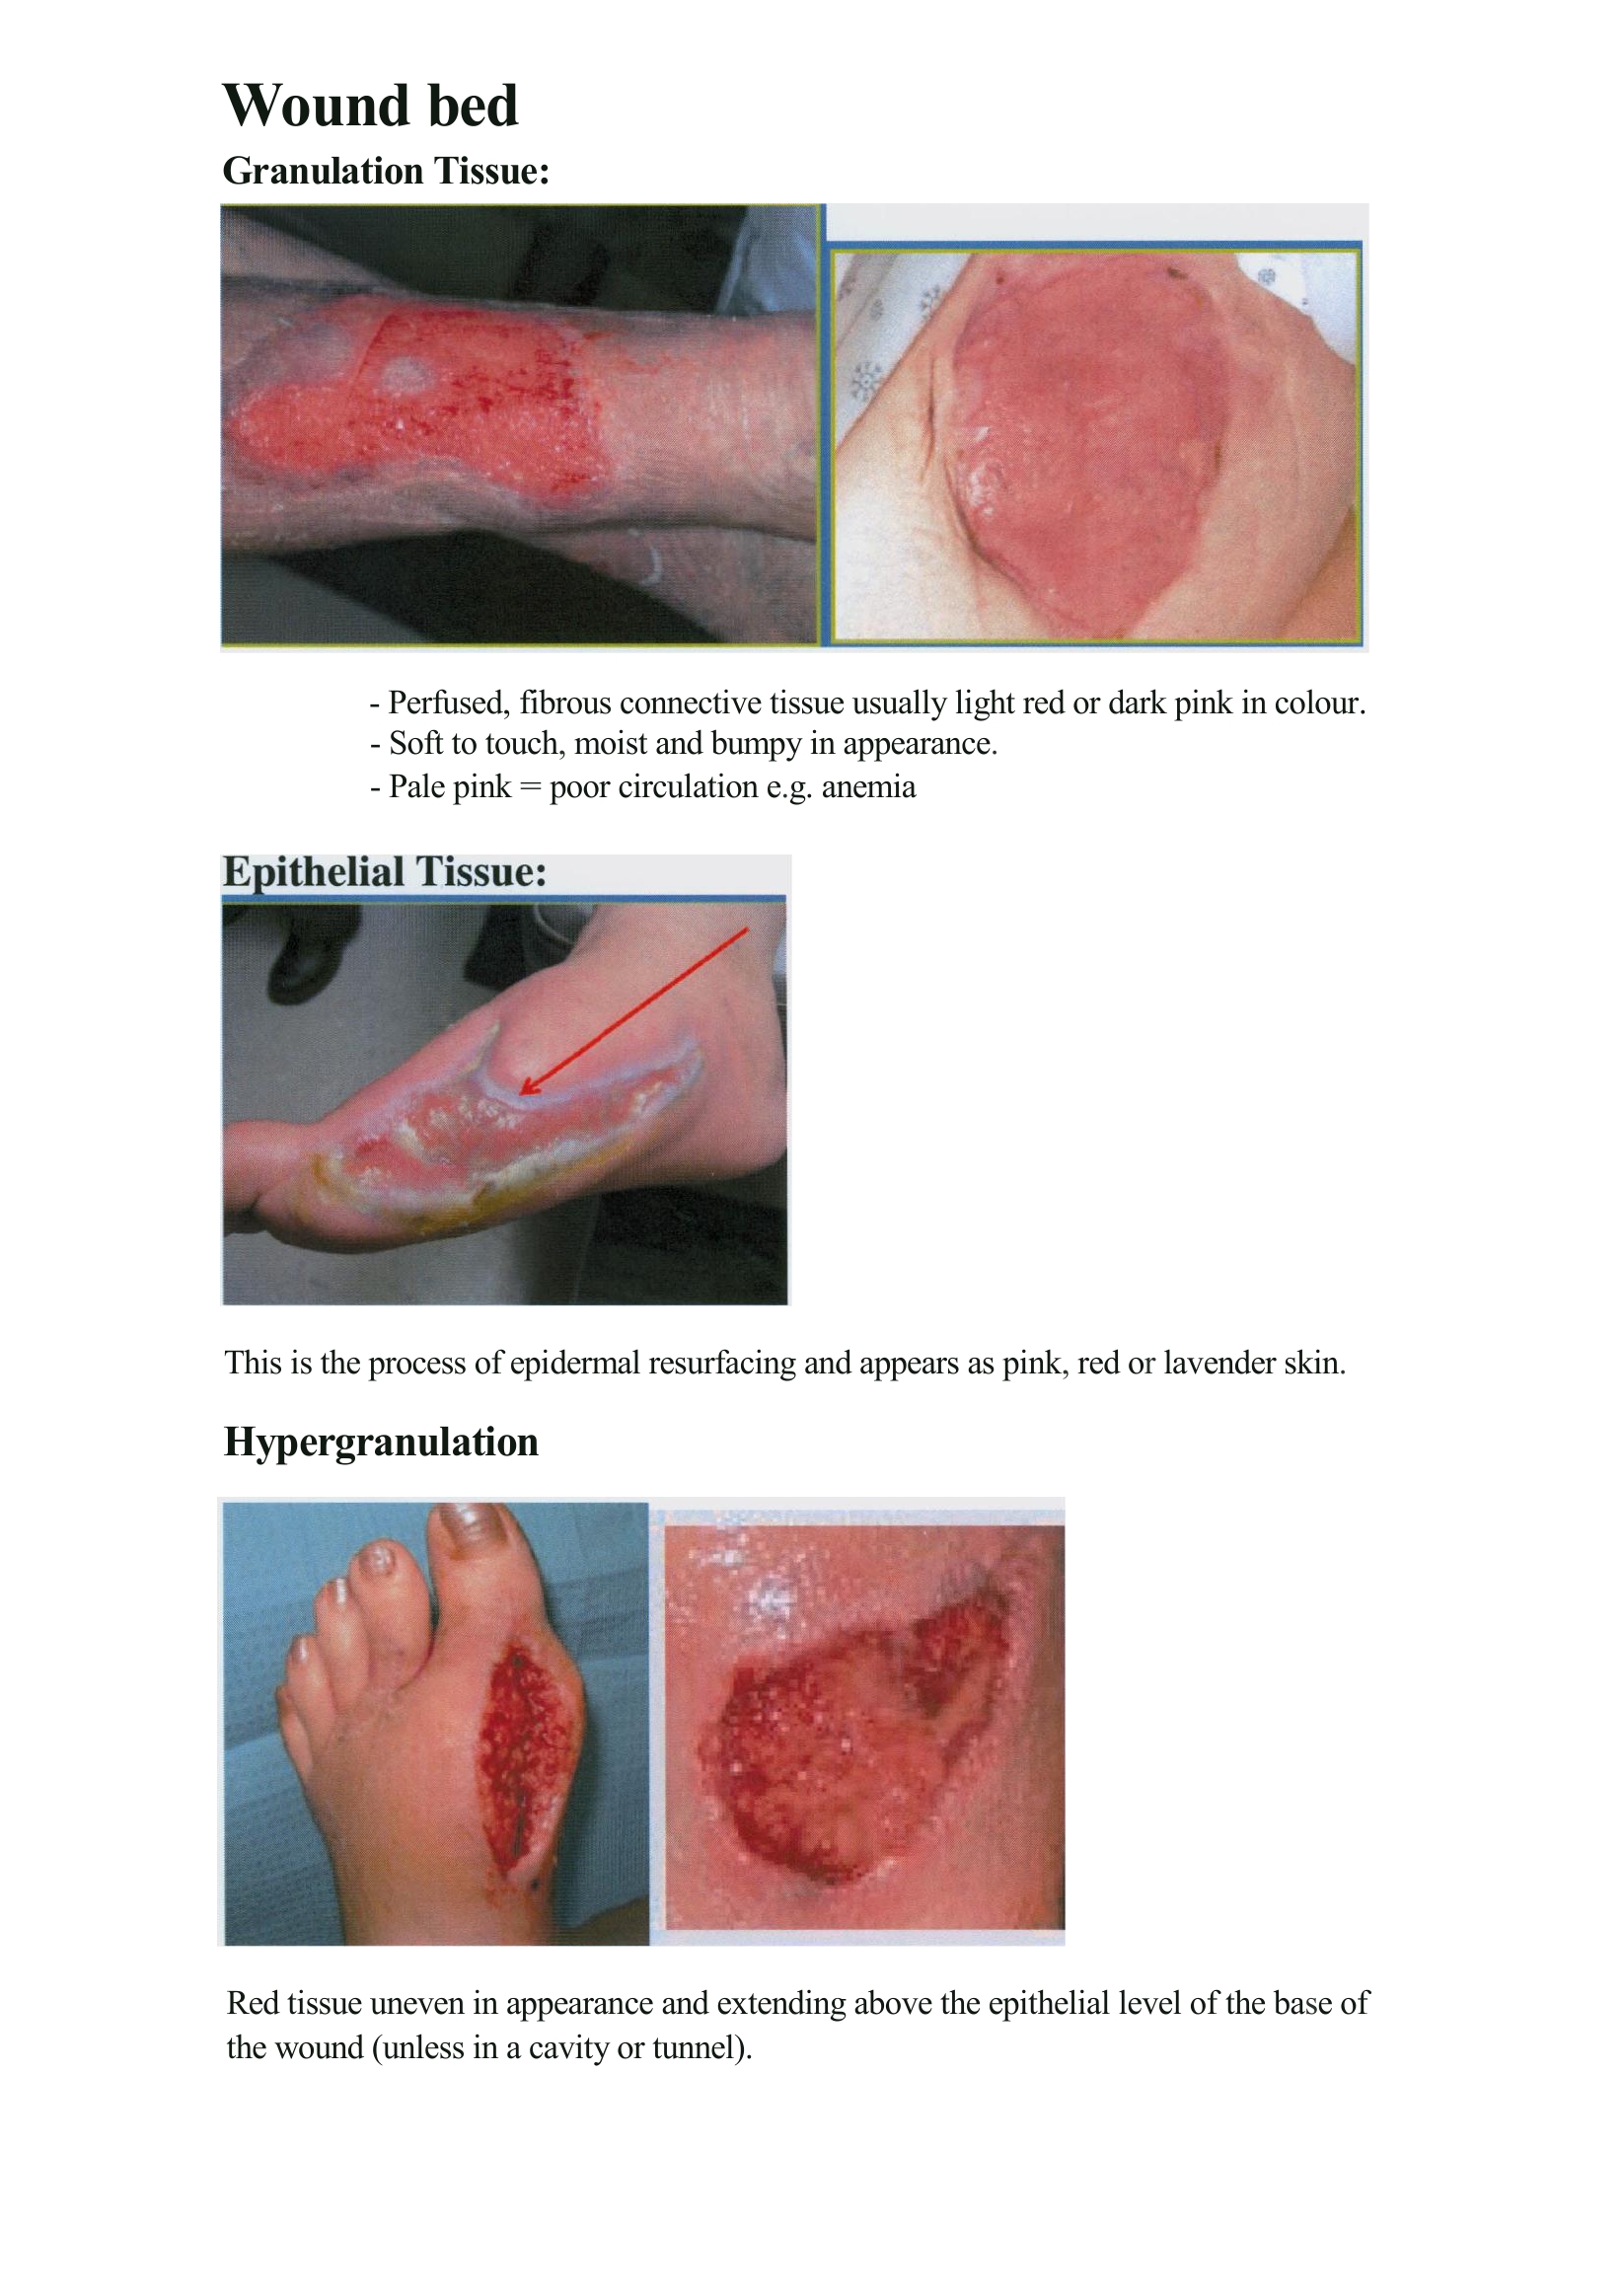 Wound bed
Granulation Tissue:
- Perfused, fibrous connective tissue usually light red or dark pink in colour.
- Soft to touch, moist and bumpy in appearance.
- Pale pink = poor circulation e.g. anemia
Epithelial Tissue:
This is the process of epidermal resurfacing and appears as pink, red or lavender skin.
Hypergranulation
Red tissue uneven in appearance and extending above the epithelial level of the base of
the wound (unless in a cavity or tunnel).